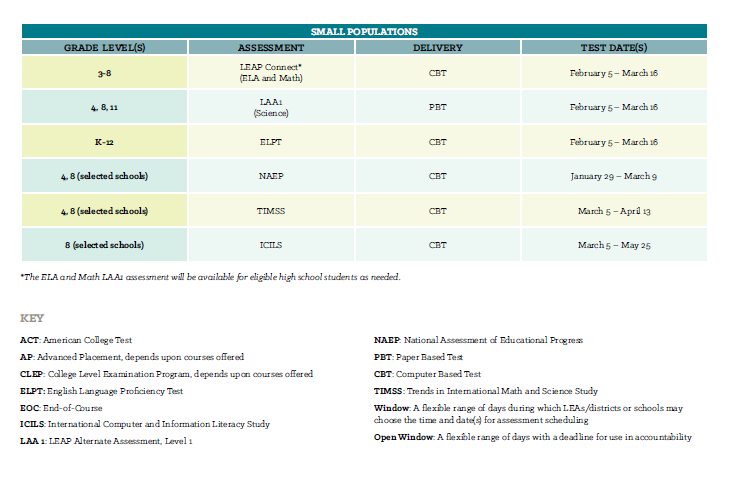 SMALL POPULATIONS
GRADE LEVEL(S) ASSESSMENT DELIVERY TEST DATE(S)
3-8 LEAP Connect* (ELA and Math) CBT February 5 – March 16
4, 8, 11 LAA1 (Science) PBT February 5 – March 16
K-12 ELPT CBT February 5 – March 16
4, 8 (selected schools) NAEP CBT January 29 – March 9
4, 8 (selected schools) TIMSS CBT March 5 – April 13
8 (selected schools) ICILS CBT March 5 – May 25
*The ELA and Math LAA1 assessment will be available for eligible high school students as needed.
KEY
ACT: American College Test
AP: Advanced Placement, depends upon courses offered
CLEP: College Level Examination Program, depends upon courses offered
ELPT: English Language Proficiency Test
EOC: End-of-Course
ICILS: International Computer and Information Literacy Study
LAA 1: LEAP Alternate Assessment, Level 1
NAEP: National Assessment of Educational Progress
PBT: Paper Based Test
CBT: Computer Based Test
TIMSS: Trends in International Math and Science Study
Window: A flexible range of days during which LEAs/districts or schools may
choose the time and date(s) for assessment scheduling
Open Window: A flexible range of days with a deadline for use in accountability